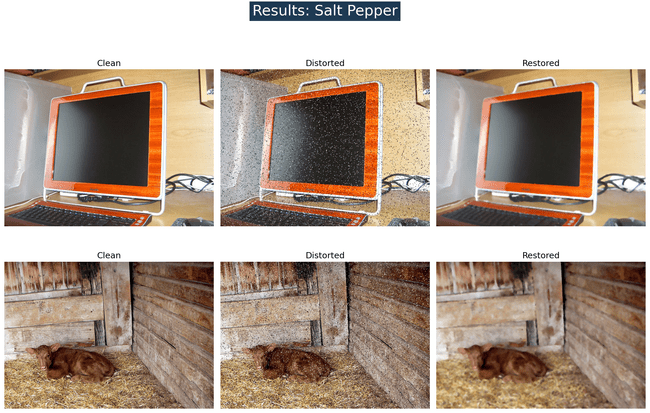 Results: Salt Pepper
Clean
Distorted
Restored
Clean
Distorted
Restored